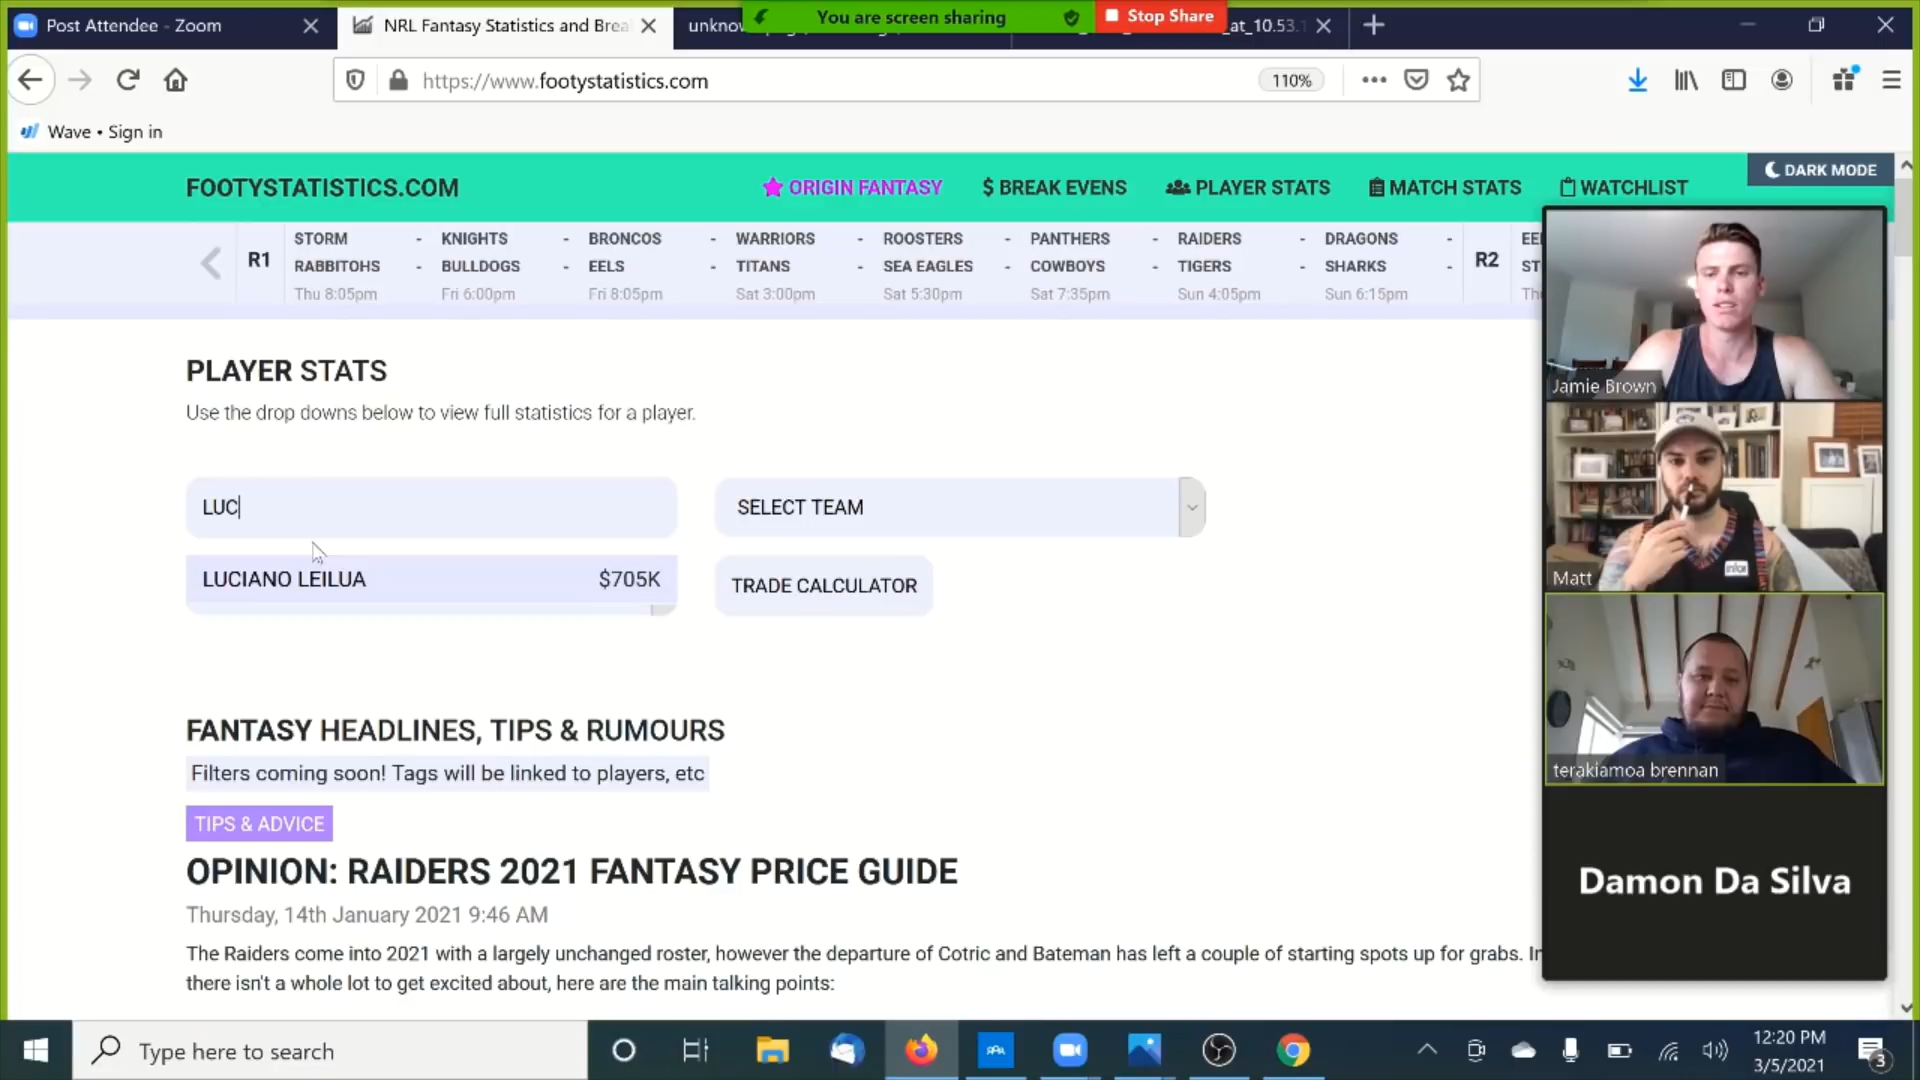 Post Attendee - Zoom
NRL Fantasy Statistics and Brea
unknow
You are screen sharing
Stop Share
_at_10.53.1
https://www.footystatistics.com
110%
Wave • Sign in
FOOTYSTATISTICS.COM
ORIGIN FANTASY
$ BREAK EVENS
PLAYER STATS
MATCH STATS
WATCHLIST
DARK MODE
R1
STORM - KNIGHTS - BRONCOS - WARRIORS - ROOSTERS - PANTHERS - RAIDERS - DRAGONS -
RABBITOHS - BULLDOGS - EELS - TITANS - SEA EAGLES - COWBOYS - TIGERS - SHARKS -
Thu 8:05pm Fri 6:00pm Fri 8:05pm Sat 3:00pm Sat 5:30pm Sat 7:35pm Sun 4:05pm Sun 6:15pm
R2
EE
ST
Th
PLAYER STATS
Use the drop downs below to view full statistics for a player.
LUC
SELECT TEAM
LUCIANO LEILUA $705K
TRADE CALCULATOR
FANTASY HEADLINES, TIPS & RUMOURS
Filters coming soon! Tags will be linked to players, etc
TIPS & ADVICE
OPINION: RAIDERS 2021 FANTASY PRICE GUIDE
Thursday, 14th January 2021 9:46 AM
The Raiders come into 2021 with a largely unchanged roster, however the departure of Cotric and Bateman has left a couple of starting spots up for grabs. In
there isn't a whole lot to get excited about, here are the main talking points:
Jamie Brown
Matt
terakiamoa brennan
Damon Da Silva
Type here to search
12:20 PM
3/5/2021
3